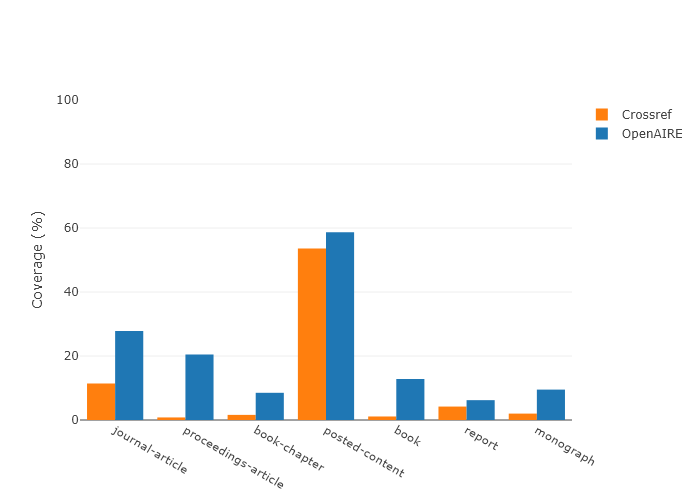 100
80
60
40
20
0
Coverage (%)
journal-article
proceedings-article
book-chapter
posted-content
book
report
monograph
Crossref
OpenAIRE